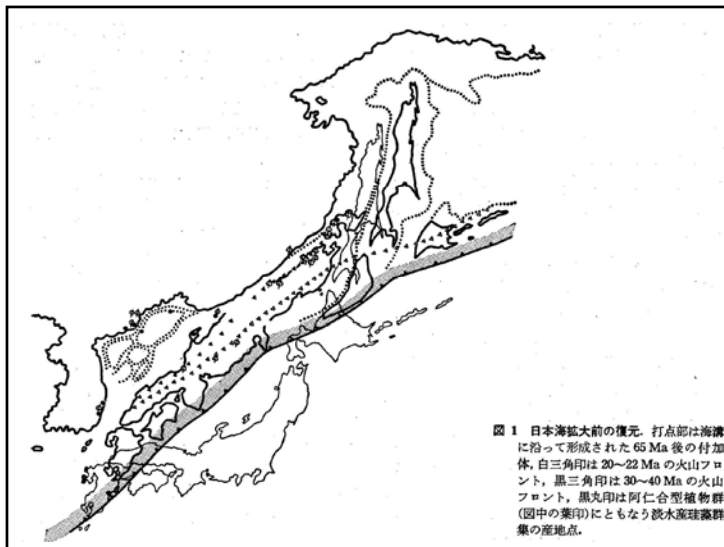 図 1 日本海拡大前の復元. 打点部は海溝
に沿って形成された 65 Ma 後の付加
体, 白三角印は 20〜22 Ma の火山フロ
ント, 黒三角印は 30〜40 Ma の火山
フロント, 黒丸印は阿仁合型植物群
(図中の葉印)にともなう淡水産珪藻群
集の産地点.